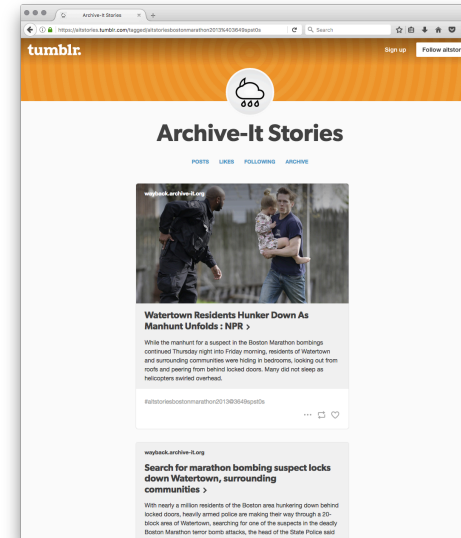 Archive-It Stories
https://aitstories.tumblr.com/tagged/aitstoriesbostonmarathon2013%403649spst0s
Search
tumblr.
Sign up
Follow aitstor
Archive-It Stories
POSTS LIKES FOLLOWING ARCHIVE
wayback.archive-it.org
Watertown Residents Hunker Down As
Manhunt Unfolds : NPR >
While the manhunt for a suspect in the Boston Marathon bombings
continued Thursday night into Friday morning, residents of Watertown
and surrounding communities were hiding in bedrooms, looking out from
roofs and peering from behind locked doors. Many did not sleep as
helicopters swirled overhead.
#aitstoriesbostonmarathon2013@3649spst0s
wayback.archive-it.org
Search for marathon bombing suspect locks
down Watertown, surrounding
communities >
With nearly a million residents of the Boston area hunkering down behind
locked doors, heavily armed police are making their way through a 20-
block area of Watertown, searching for one of the suspects in the deadly
Boston Marathon terror bomb attacks, the head of the State Police said